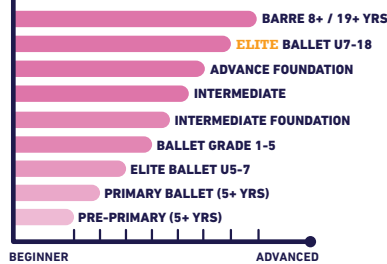 BARRE 8+ / 19+ YRS
ELITE BALLET U7-18
ADVANCE FOUNDATION
INTERMEDIATE
INTERMEDIATE FOUNDATION
BALLET GRADE 1-5
ELITE BALLET U5-7
PRIMARY BALLET (5+ YRS)
PRE-PRIMARY (5+ YRS)
BEGINNER
ADVANCED